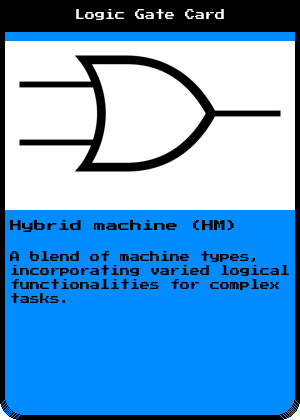 Logic Gate Card
Hybrid machine (HM)
A blend of machine types,
incorporating varied logical
functionalities for complex
tasks.